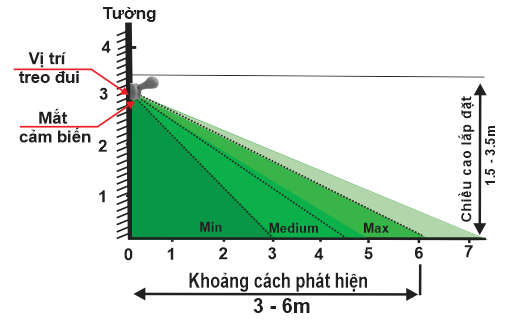 Tường
4
Vị trí
treo đui
3
Mắt
cảm biến
2
1
Chiều cao lắp đặt
1.5 - 3.5m
Min
Medium
Max
0
1
2
3
4
5
6
7
Khoảng cách phát hiện
3 - 6m